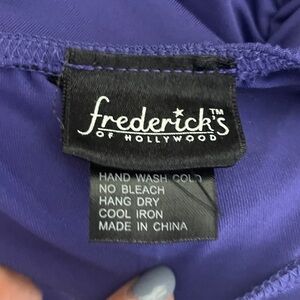 frederick's™
OF HOLLYWOOD
HAND WASH COLD
NO BLEACH
HANG DRY
COOL IRON
MADE IN CHINA